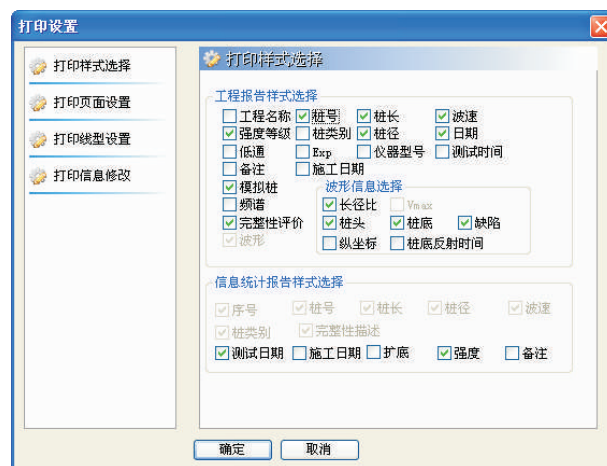 打印设置
打印样式选择
打印页面设置
打印线型设置
打印信息修改
打印样式选择
工程报告样式选择
工程名称 桩号 桩长 波速
强度等级 桩类别 桩径 日期
低通 Exp 仪器型号 测试时间
备注 施工日期
模拟桩 波形信息选择
频谱 长径比 Vmax
完整性评价 桩头 桩底 缺陷
波形 纵坐标 桩底反射时间
信息统计报告样式选择
序号 桩号 桩长 桩径 波速
桩类别 完整性描述
测试日期 施工日期 扩底 强度 备注
确定 取消